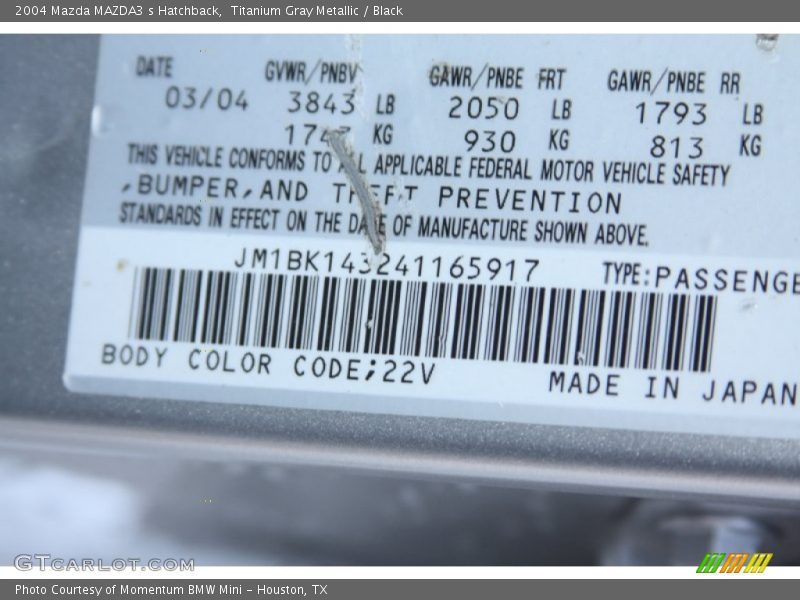 2004 Mazda MAZDA3 s Hatchback, Titanium Gray Metallic / Black
DATE GVWR/PNBV GAWR/PNBE FRT GAWR/PNBE RR
03/04 3843 LB 2050 LB 1793 LB
KG 930 KG 813 KG
THIS VEHICLE CONFORMS TO ALL APPLICABLE FEDERAL MOTOR VEHICLE SAFETY
,BUMPER,AND THEFT PREVENTION
STANDARDS IN EFFECT ON THE DATE OF MANUFACTURE SHOWN ABOVE.
JM1BK143241165917 TYPE:PASSENGE
BODY COLOR CODE;22V
MADE IN JAPAN
GTcarlot.com
Photo Courtesy of Momentum BMW Mini - Houston, TX